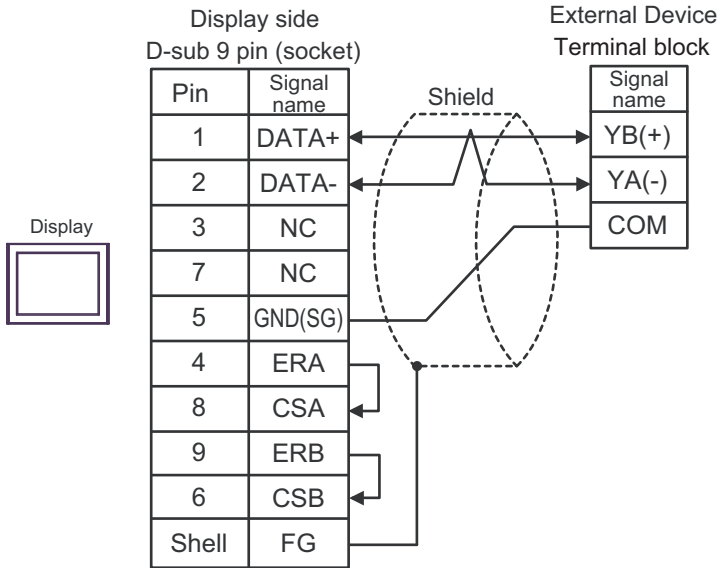 Display side
D-sub 9 pin (socket)
External Device
Terminal block
Pin Signal name
Shield
Signal name
1 DATA+
YB(+)
2 DATA-
YA(-)
Display
3 NC
COM
7 NC
5 GND(SG)
4 ERA
8 CSA
9 ERB
6 CSB
Shell FG